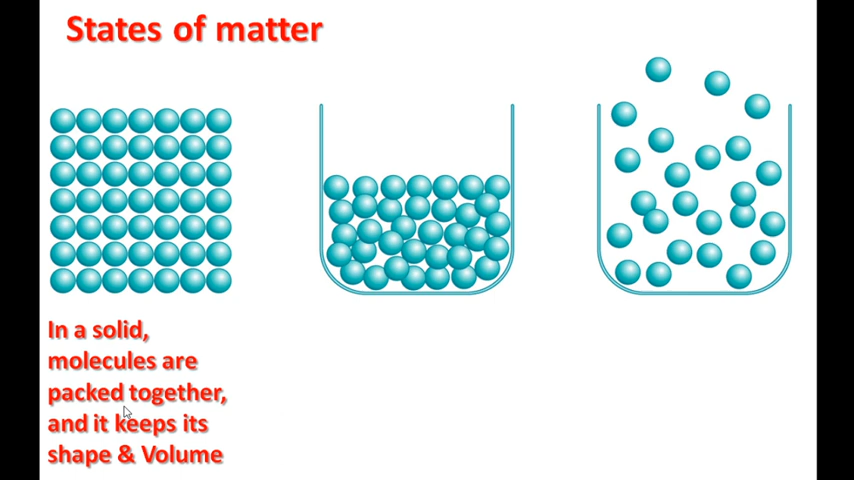 States of matter
In a solid,
molecules are
packed together,
and it keeps its
shape & Volume